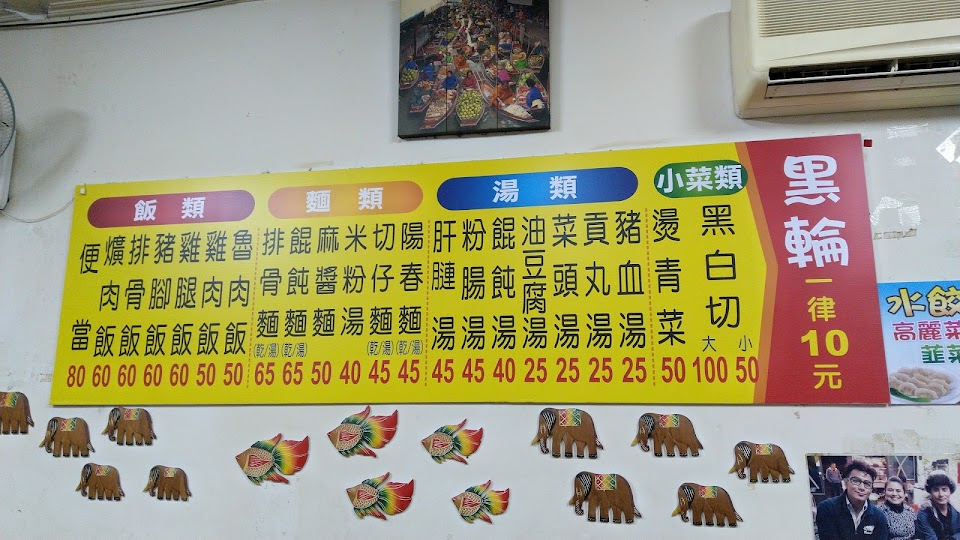 飯類
便當 80
爌肉飯 60
排骨飯 60
豬腳飯 60
雞腿飯 60
雞肉飯 50
魯肉飯 50
麵類
排骨麵 (乾/湯) 65
餛飩麵 (乾/湯) 65
麻醬麵 50
米粉湯 40
切仔麵 (乾/湯) 45
陽春麵 (乾/湯) 45
湯類
肝湯 45
粉腸湯 45
餛飩湯 40
油豆腐湯 25
菜頭湯 25
貢丸湯 25
豬血湯 25
小菜類
燙青菜 50
黑白切 大 100 小 50
黑輪
一律10元
水餃
高麗菜
韮菜